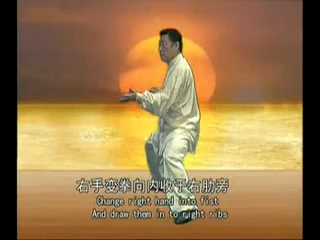 右手变拳向内收于右肋旁
Change right hand into fist
And draw them in to right ribs